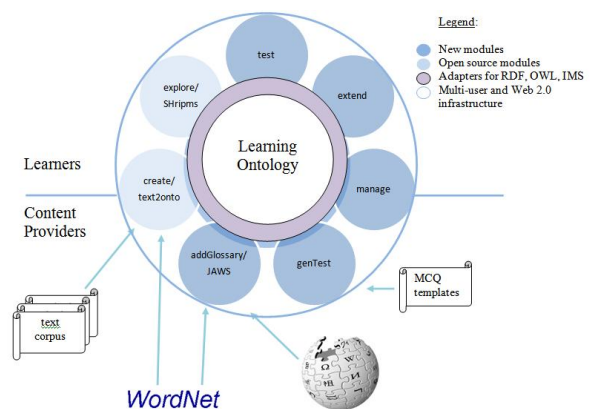 Legend:
New modules
Open source modules
Adapters for RDF, OWL, IMS
Multi-user and Web 2.0
infrastructure
test
explore/
SHripms
extend
Learning
Ontology
Learners
create/
text2onto
manage
Content
Providers
addGlossary/
JAWS
genTest
MCQ
templates
text
corpus
WordNet
Ω
W
И